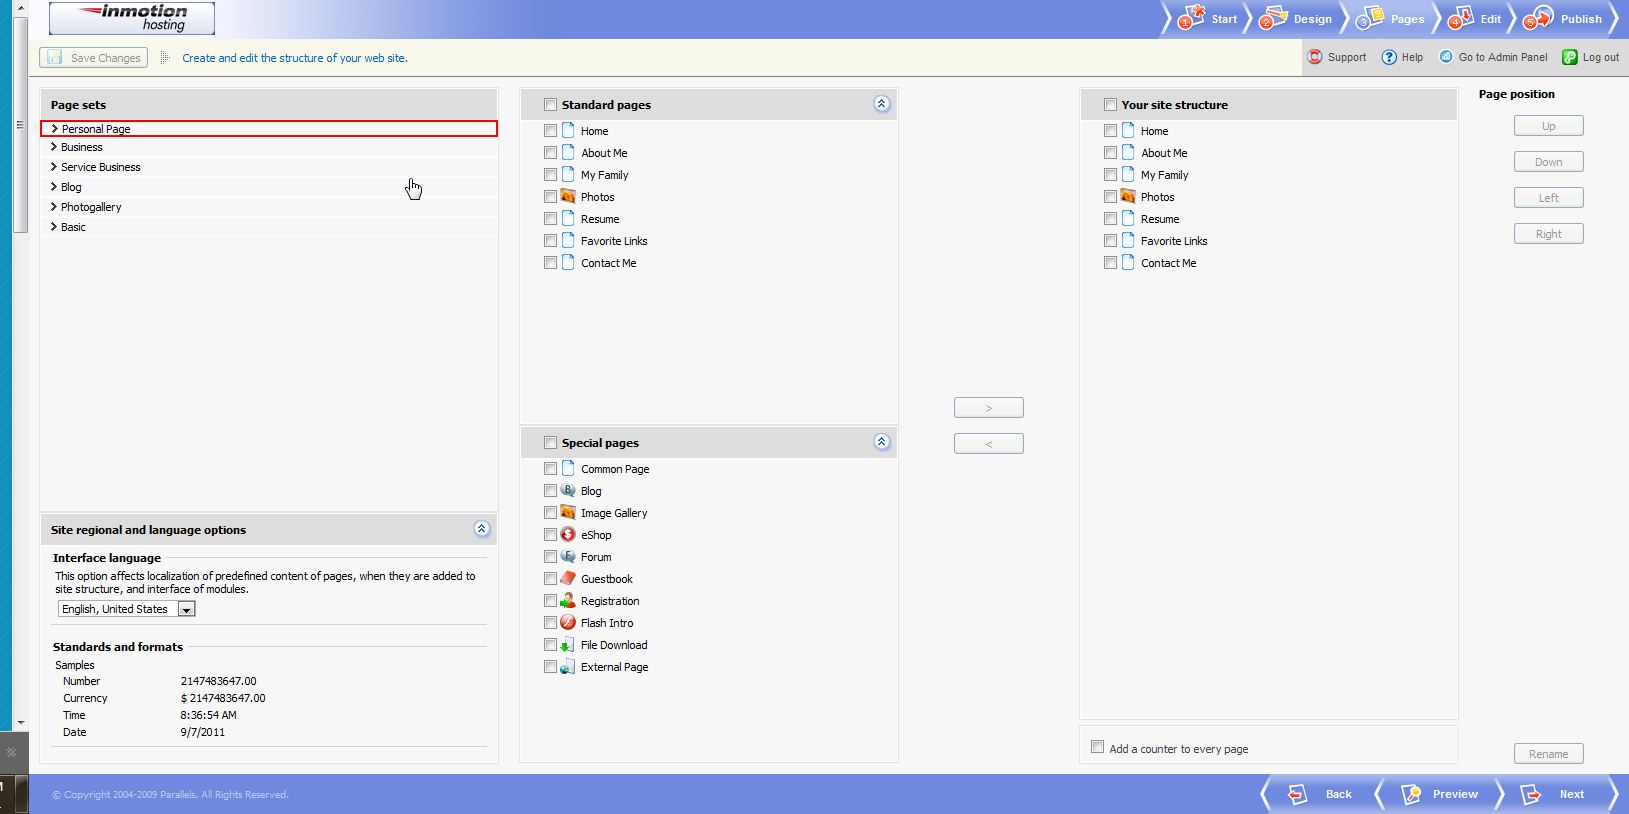 inmotion
hosting
1 Start
2 Design
3 Pages
4 Edit
5 Publish
Save Changes
Create and edit the structure of your web site.
Support
Help
Go to Admin Panel
Log out
Page sets
Personal Page
Business
Service Business
Blog
Photogallery
Basic
Site regional and language options
Interface language
This option affects localization of predefined content of pages, when they are added to
site structure, and interface of modules.
English, United States
Standards and formats
Samples
Number 2147483647.00
Currency $ 2147483647.00
Time 8:36:54 AM
Date 9/7/2011
Standard pages
Home
About Me
My Family
Photos
Resume
Favorite Links
Contact Me
Special pages
Common Page
Blog
Image Gallery
eShop
Forum
Guestbook
Registration
Flash Intro
File Download
External Page
>
<
Your site structure
Home
About Me
My Family
Photos
Resume
Favorite Links
Contact Me
Add a counter to every page
Page position
Up
Down
Left
Right
Rename
© Copyright 2004-2009 Parallels. All Rights Reserved.
Back
Preview
Next